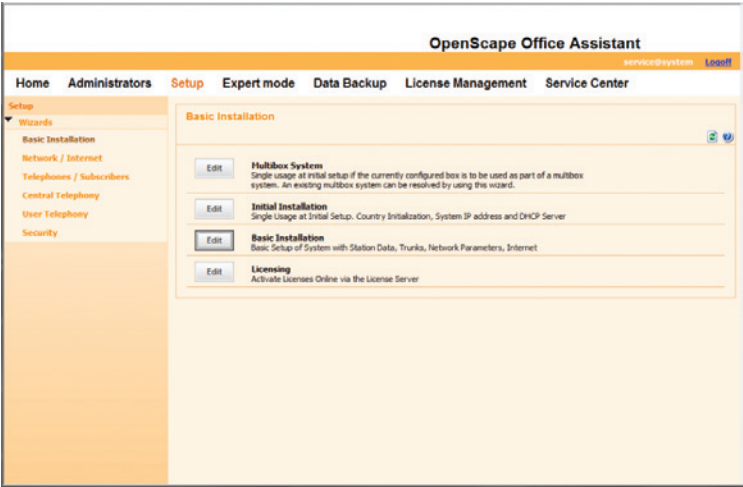 OpenScape Office Assistant
service@system Logoff
Home Administrators Setup Expert mode Data Backup License Management Service Center
Setup
Wizards
Basic Installation
Network / Internet
Telephones / Subscribers
Central Telephony
User Telephony
Security
Basic Installation
Edit
Multibox System
Single usage at initial setup if the currently configured box is to be used as part of a multibox
system. An existing multibox system can be resolved by using this wizard.
Edit
Initial Installation
Single Usage at Initial Setup. Country Initialization, System IP address and DHCP Server
Edit
Basic Installation
Basic Setup of System with Station Data, Trunks, Network Parameters, Internet
Edit
Licensing
Activate Licenses Online via the License Server